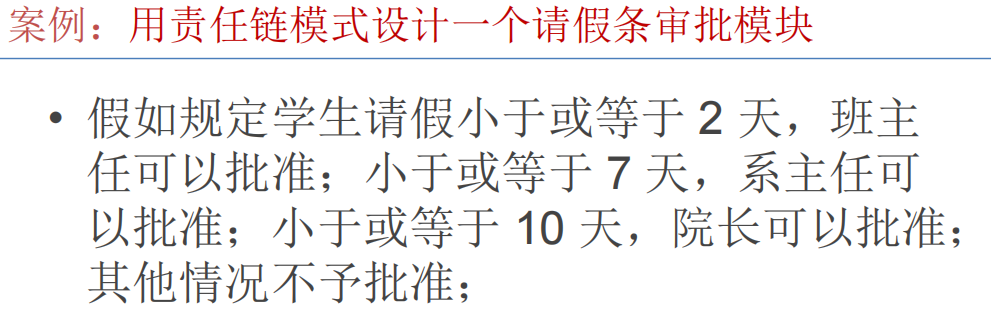 案例：用责任链模式设计一个请假条审批模块
• 假如规定学生请假小于或等于 2 天，班主
任可以批准；小于或等于 7 天，系主任可
以批准；小于或等于 10 天，院长可以批准；
其他情况不予批准；